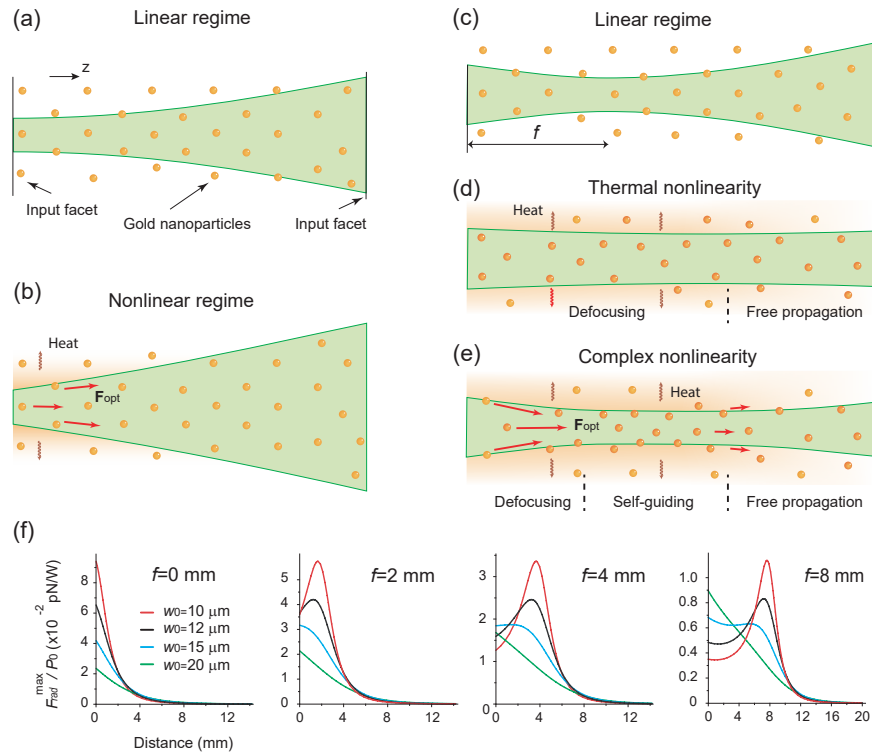 (a) Linear regime
z
Input facet
Gold nanoparticles
Input facet
(b)
Nonlinear regime
Heat
Fopt
(c) Linear regime
f
(d) Thermal nonlinearity
Heat
Defocusing Free propagation
(e) Complex nonlinearity
Heat
Fopt
Defocusing Self-guiding Free propagation
(f)
F_rad^max / P_0 (x10^-2 pN/W)
f=0 mm
w0=10 μm
w0=12 μm
w0=15 μm
w0=20 μm
8
6
4
2
0
0 4 8 12
f=2 mm
5
4
3
2
1
0
0 4 8 12
f=4 mm
3
2
1
0
0 4 8 12
f=8 mm
1.0
0.8
0.6
0.4
0.2
0.0
0 4 8 12 16 20
Distance (mm)